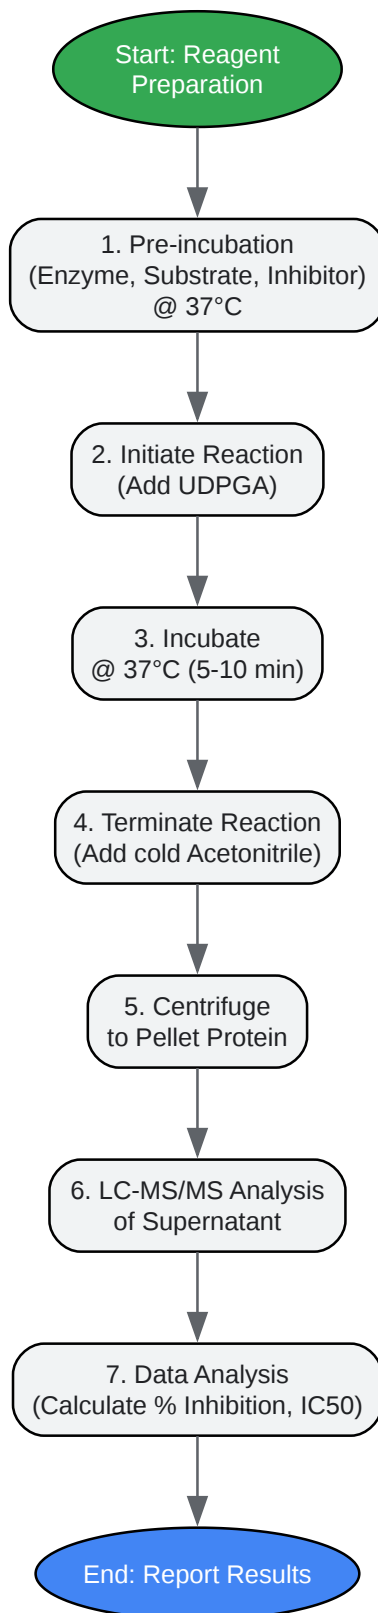 Start: Reagent
Preparation
1. Pre-incubation
(Enzyme, Substrate, Inhibitor)
@ 37°C
2. Initiate Reaction
(Add UDPGA)
3. Incubate
@ 37°C (5-10 min)
4. Terminate Reaction
(Add cold Acetonitrile)
5. Centrifuge
to Pellet Protein
6. LC-MS/MS Analysis
of Supernatant
7. Data Analysis
(Calculate % Inhibition, IC50)
End: Report Results